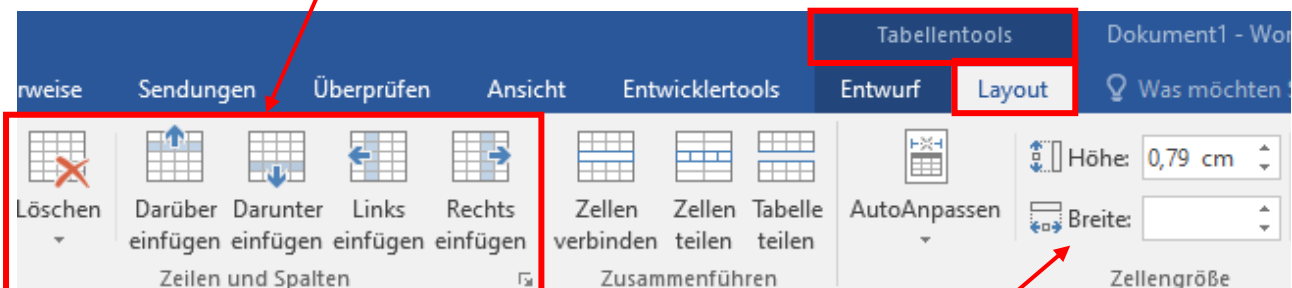 Tabellentools Dokument1 - Wor
rweise Sendungen Überprüfen Ansicht Entwicklertools Entwurf Layout Was möchten S
Löschen
Darüber einfügen
Darunter einfügen
Links einfügen
Rechts einfügen
Zellen verbinden
Zellen teilen
Tabelle teilen
AutoAnpassen
Höhe: 0,79 cm
Breite:
Zeilen und Spalten Zusammenführen Zellengröße